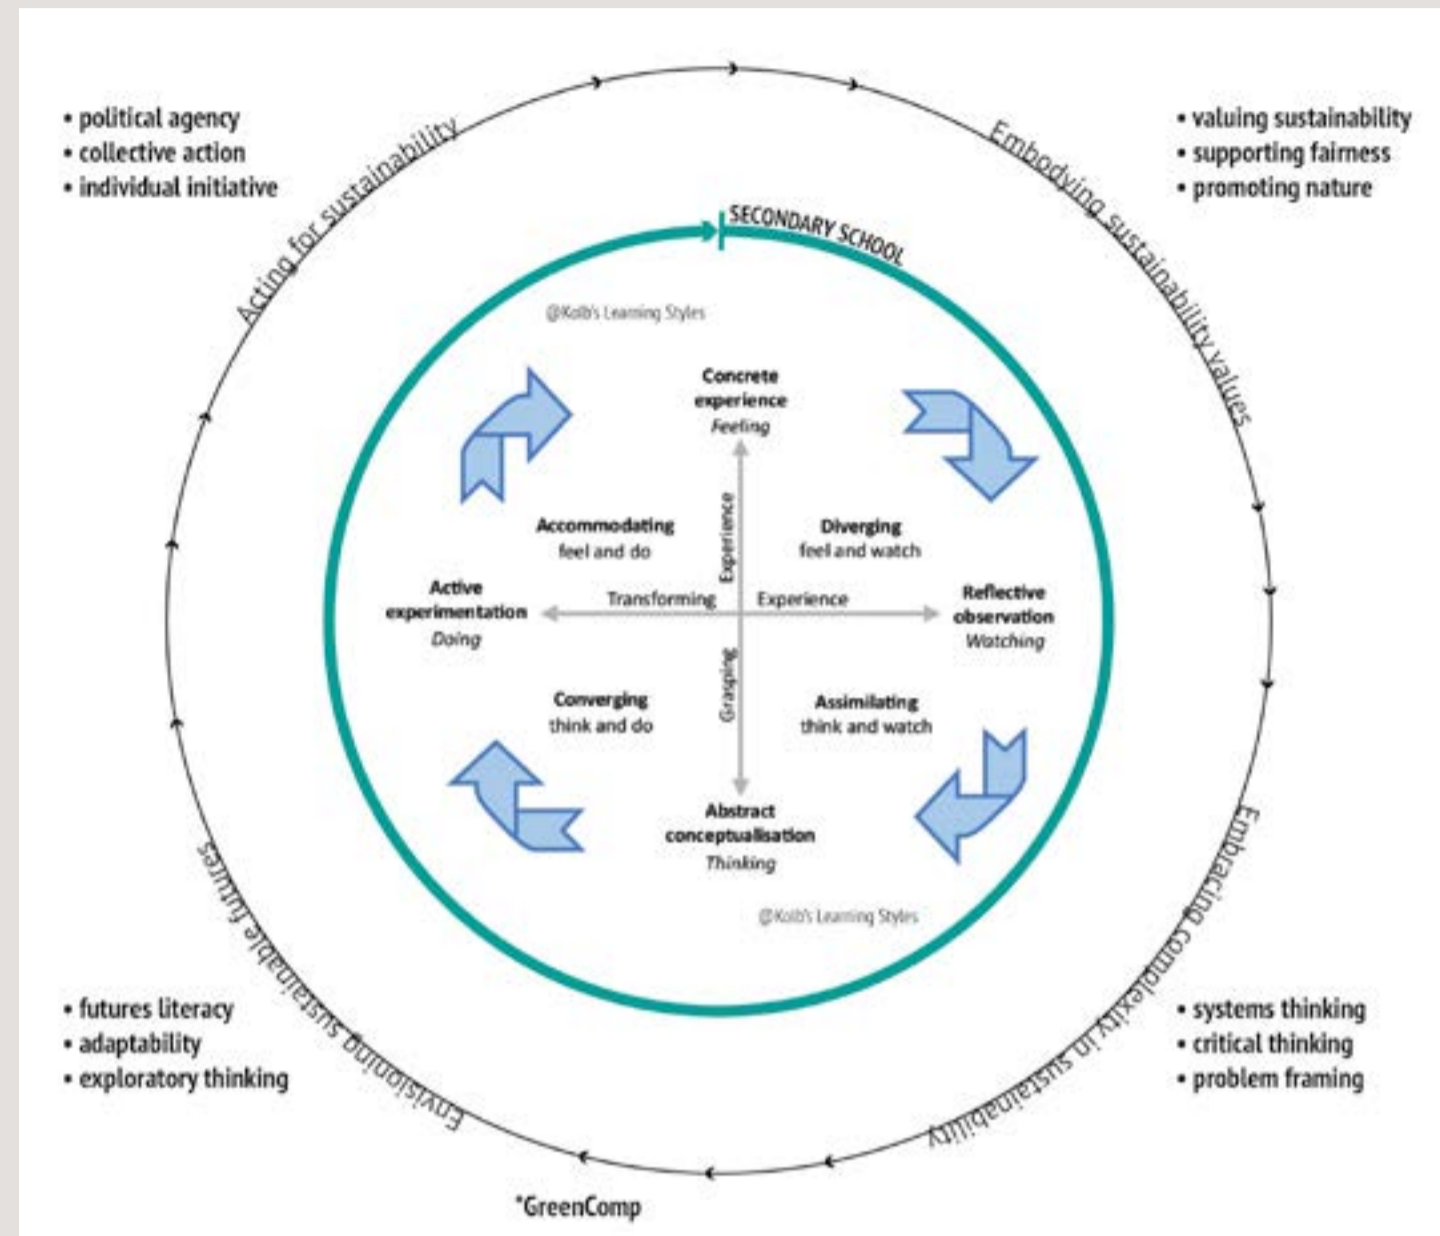 • political agency
• collective action
• individual initiative
Acting for sustainability
• valuing sustainability
• supporting fairness
• promoting nature
Embodying sustainability values
SECONDARY SCHOOL
@Kolb's Learning Styles
Concrete
experience
Feeling
Accommodating
feel and do
Experience
Diverging
feel and watch
Active
experimentation
Doing
Transforming
Experience
Reflective
observation
Watching
Grasping
Converging
think and do
Assimilating
think and watch
Abstract
conceptualisation
Thinking
@Kolb's Learning Styles
Envisioning sustainable futures
Embracing complexity in sustainability
• futures literacy
• adaptability
• exploratory thinking
• systems thinking
• critical thinking
• problem framing
*GreenComp